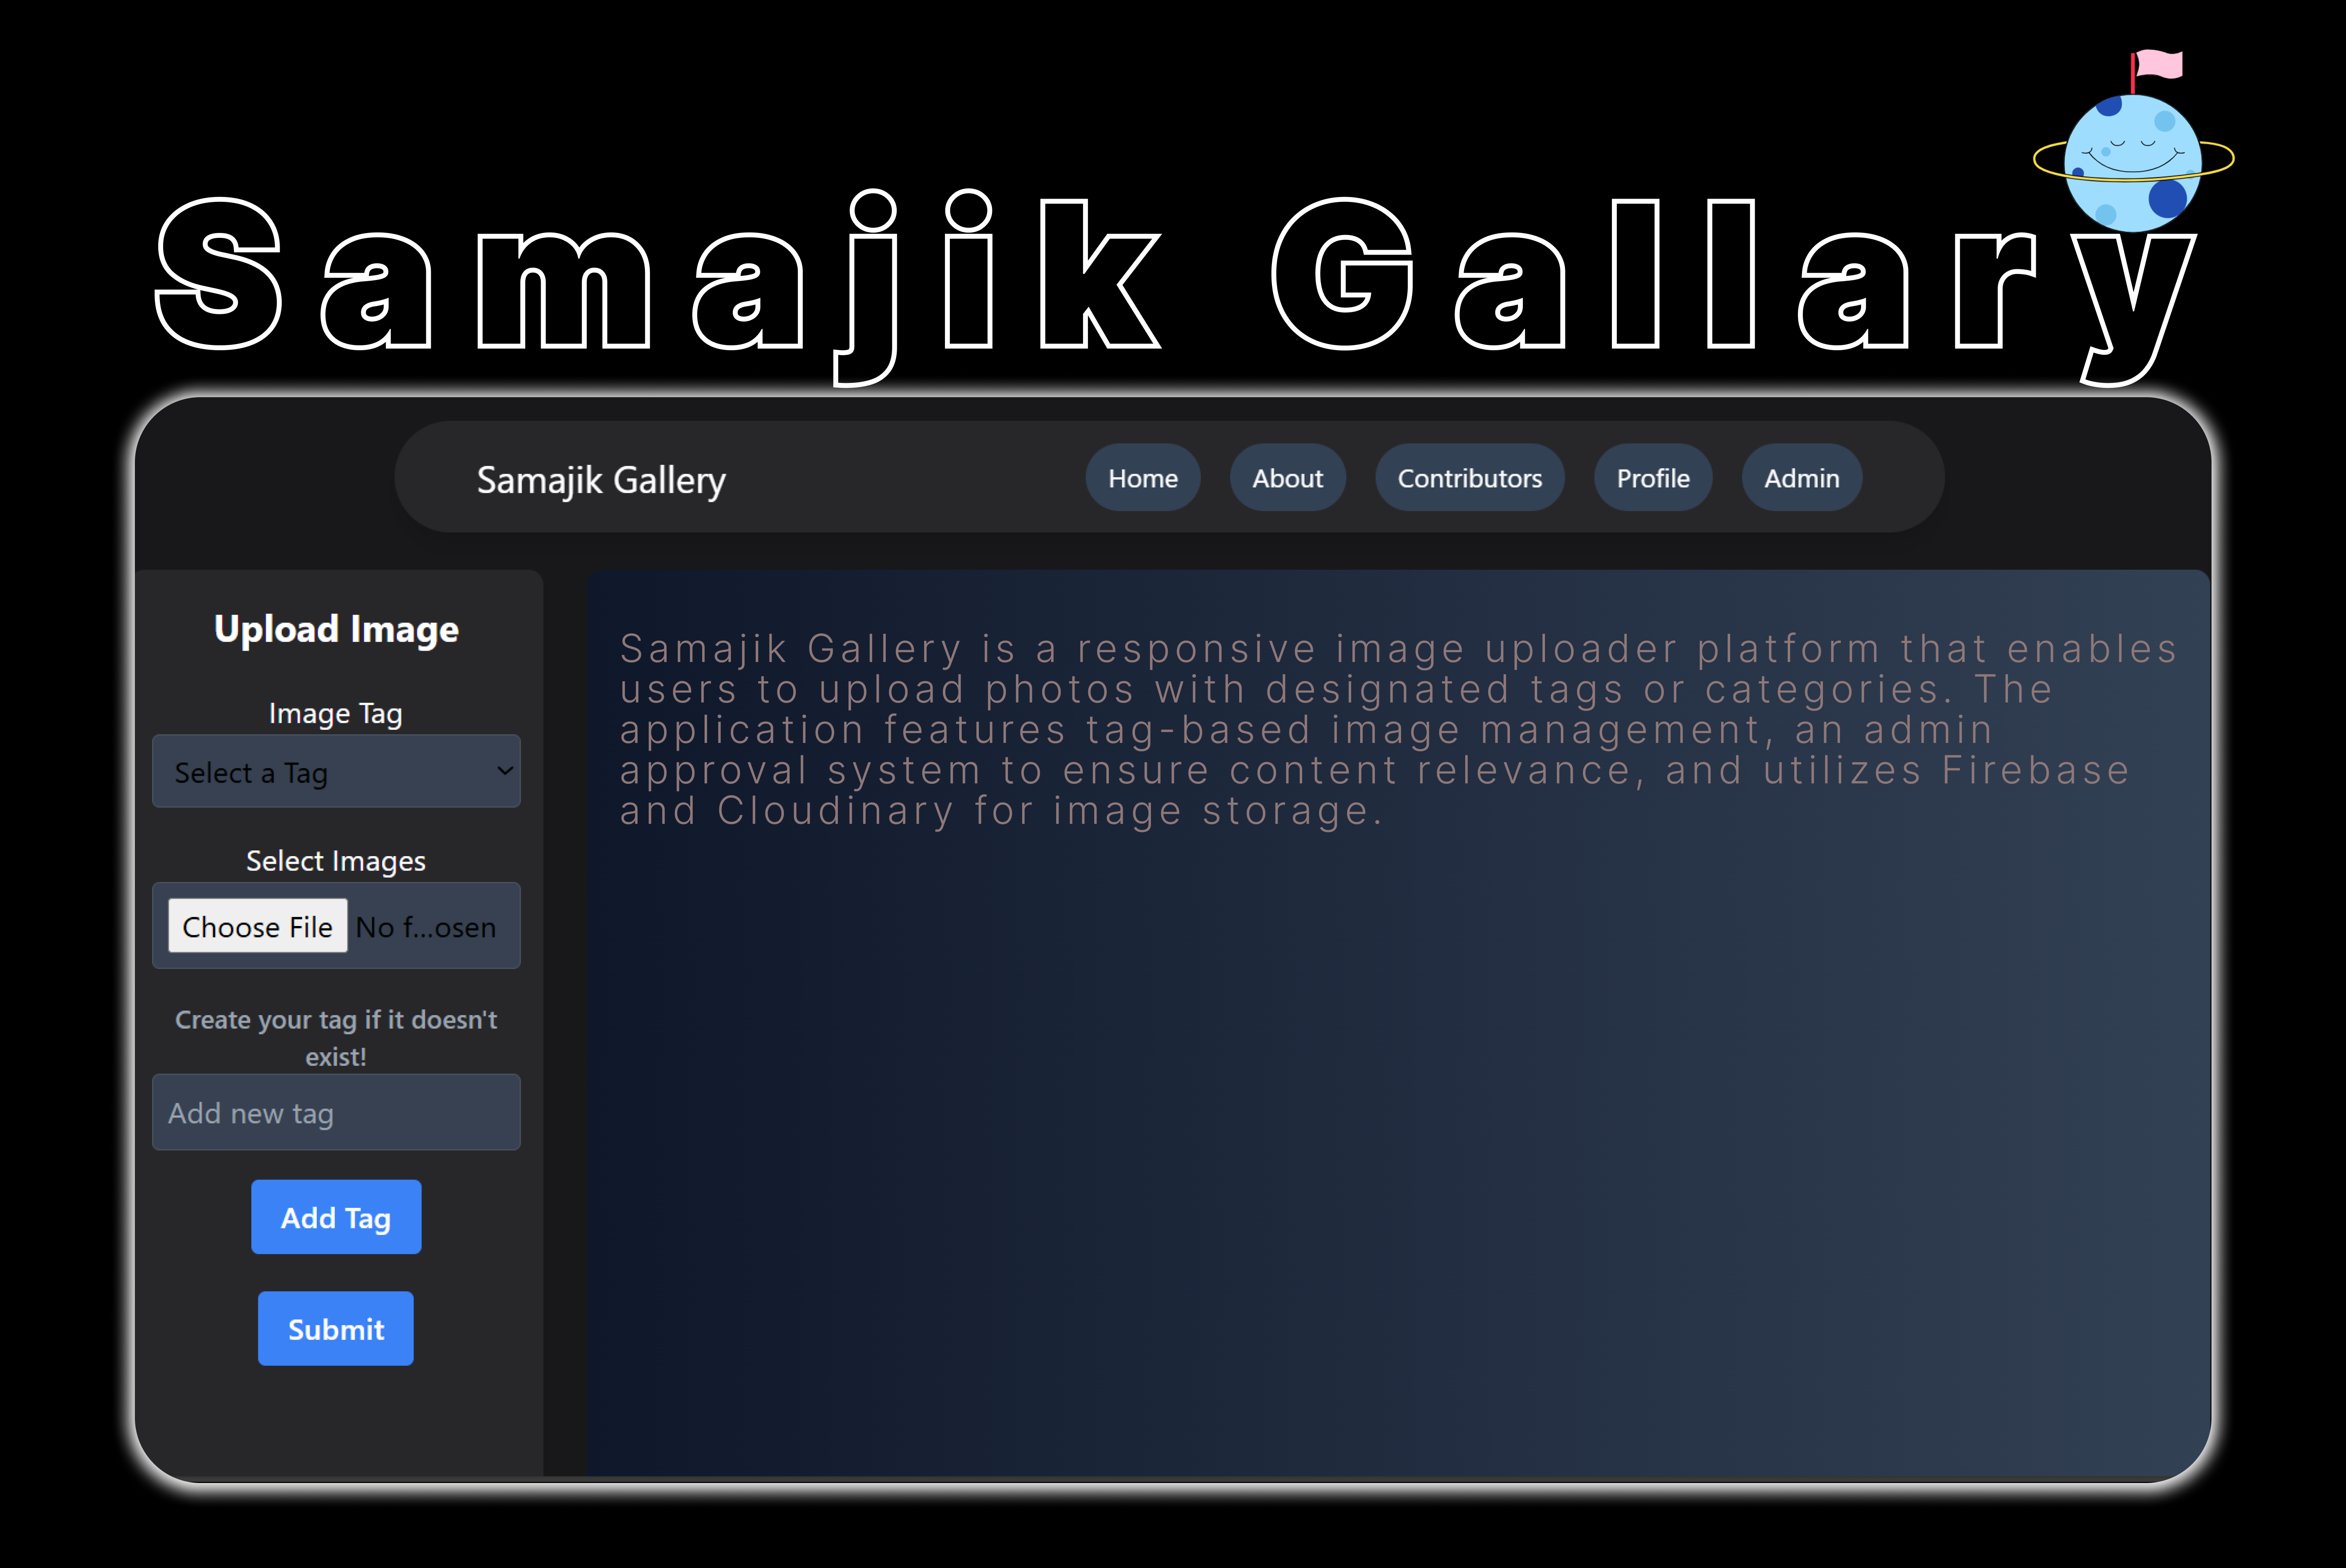 Samajik Gallary
Samajik Gallery
Home
About
Contributors
Profile
Admin
Upload Image
Image Tag
Select a Tag
Select Images
Choose File No f...osen
Create your tag if it doesn't
exist!
Add new tag
Add Tag
Submit
Samajik Gallery is a responsive image uploader platform that enables
users to upload photos with designated tags or categories. The
application features tag-based image management, an admin
approval system to ensure content relevance, and utilizes Firebase
and Cloudinary for image storage.